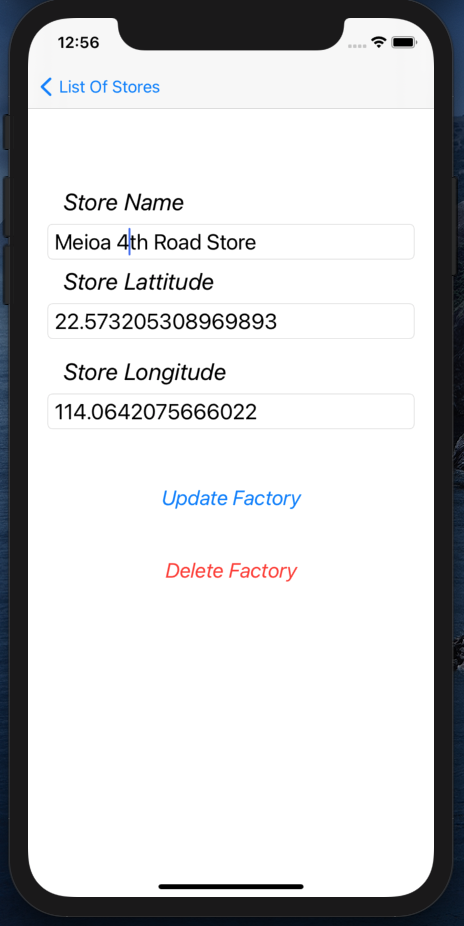 12:56
List Of Stores
Store Name
Meioa 4th Road Store
Store Lattitude
22.573205308969893
Store Longitude
114.0642075666022
Update Factory
Delete Factory